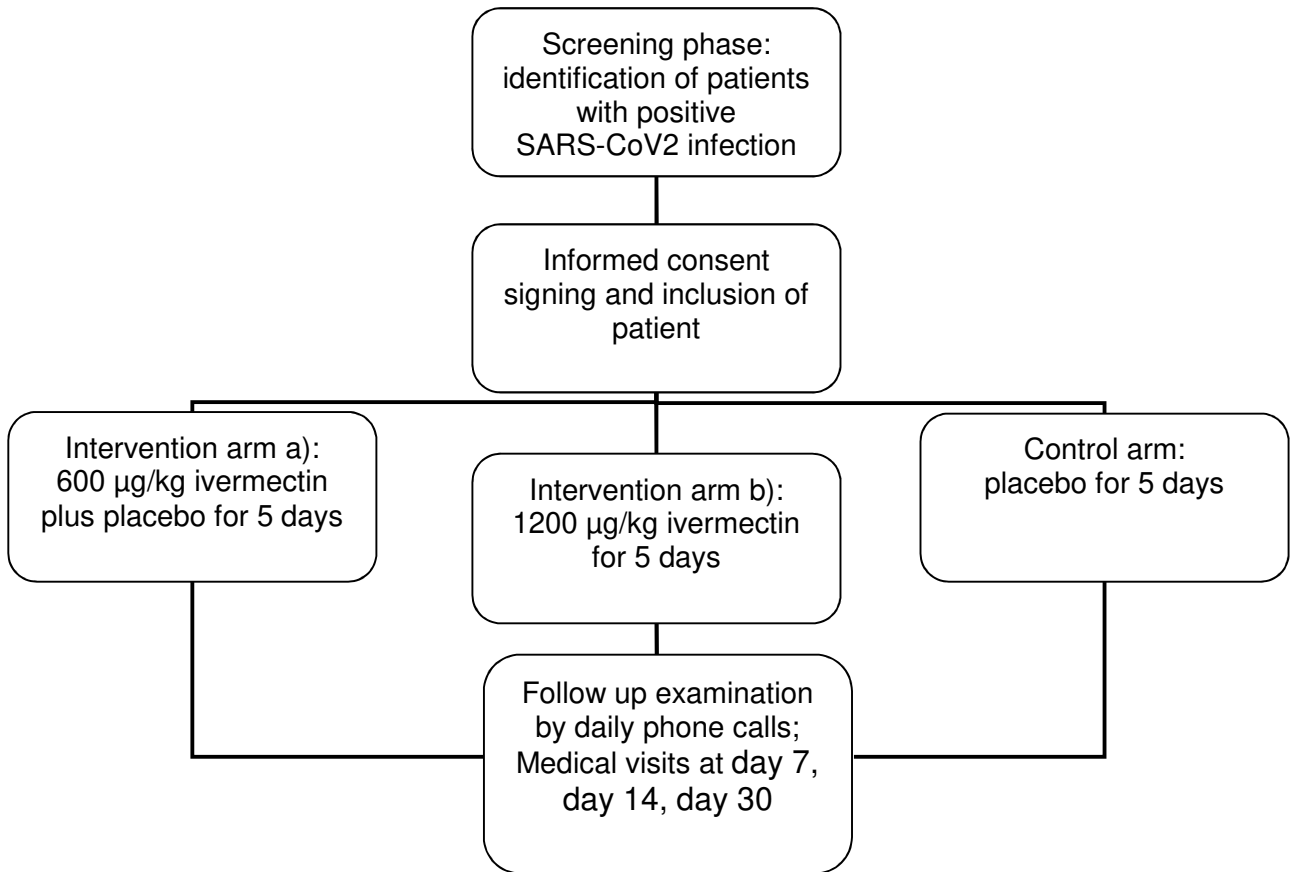 Screening phase:
identification of patients
with positive
SARS-CoV2 infection
Informed consent
signing and inclusion of
patient
Intervention arm a):
600 µg/kg ivermectin
plus placebo for 5 days
Intervention arm b):
1200 µg/kg ivermectin
for 5 days
Control arm:
placebo for 5 days
Follow up examination
by daily phone calls;
Medical visits at day 7,
day 14, day 30